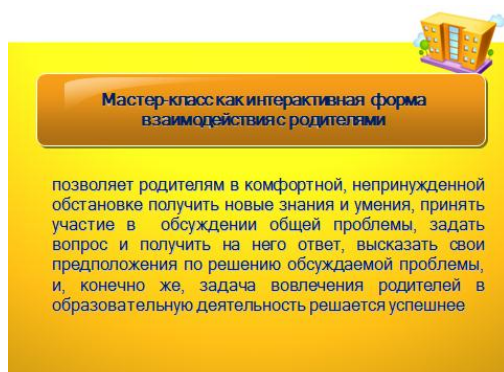 Мастер-класс как интерактивная форма
взаимодействия с родителями
позволяет родителям в комфортной, непринужденной
обстановке получить новые знания и умения, принять
участие в обсуждении общей проблемы, задать
вопрос и получить на него ответ, высказать свои
предположения по решению обсуждаемой проблемы,
и, конечно же, задача вовлечения родителей в
образовательную деятельность решается успешнее